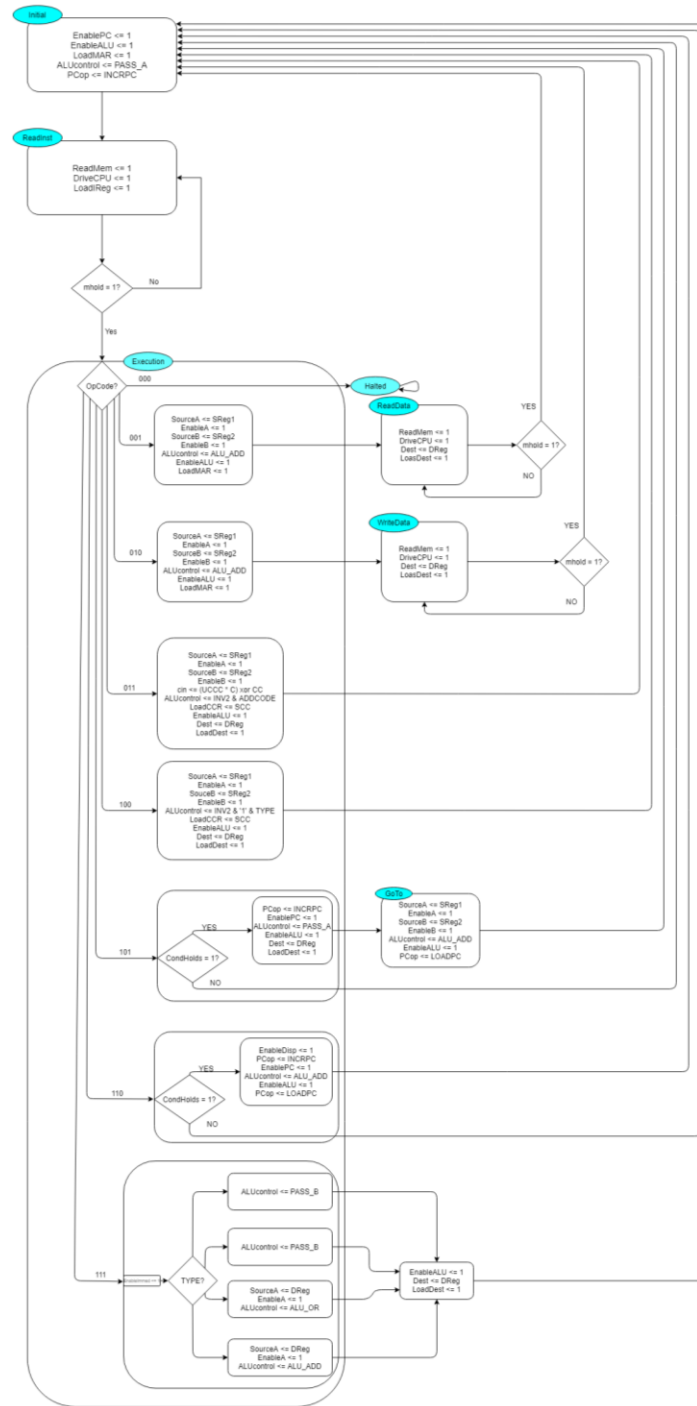 Initial
EnablePC <= 1
EnableALU <= 1
LoadMAR <= 1
ALUcontrol <= PASS_A
PCop <= INCRPC
ReadInst
ReadMem <= 1
DriveCPU <= 1
LoadIReg <= 1
mhold = 1?
No
Yes
Execution
OpCode?
000
Halted
001
SourceA <= SReg1
EnableA <= 1
SourceB <= SReg2
EnableB <= 1
ALUcontrol <= ALU_ADD
EnableALU <= 1
LoadMAR <= 1
ReadData
ReadMem <= 1
DriveCPU <= 1
Dest <= DReg
LoasDest <= 1
YES
mhold = 1?
NO
010
SourceA <= SReg1
EnableA <= 1
SourceB <= SReg2
EnableB <= 1
ALUcontrol <= ALU_ADD
EnableALU <= 1
LoadMAR <= 1
WriteData
ReadMem <= 1
DriveCPU <= 1
Dest <= DReg
LoasDest <= 1
YES
mhold = 1?
NO
011
SourceA <= SReg1
EnableA <= 1
SourceB <= SReg2
EnableB <= 1
cin <= (UCCC * C) xor CC
ALUcontrol <= INV2 & ADDCODE
LoadCCR <= SCC
EnableALU <= 1
Dest <= DReg
LoadDest <= 1
100
SourceA <= SReg1
EnableA <= 1
SouceB <= SReg2
EnableB <= 1
ALUcontrol <= INV2 & '1' & TYPE
LoadCCR <= SCC
EnableALU <= 1
Dest <= DReg
LoadDest <= 1
101
CondHolds = 1?
YES
PCop <= INCRPC
EnablePC <= 1
ALUcontrol <= PASS_A
EnableALU <= 1
Dest <= DReg
LoadDest <= 1
NO
GoTo
SourceA <= SReg1
EnableA <= 1
SourceB <= SReg2
EnableB <= 1
ALUcontrol <= ALU_ADD
EnableALU <= 1
PCop <= LOADPC
110
CondHolds = 1?
YES
EnableDisp <= 1
PCop <= INCRPC
EnablePC <= 1
ALUcontrol <= ALU_ADD
EnableALU <= 1
PCop <= LOADPC
NO
111
TYPE?
ALUcontrol <= PASS_B
ALUcontrol <= PASS_B
SourceA <= DReg
EnableA <= 1
ALUcontrol <= ALU_OR
SourceA <= DReg
EnableA <= 1
ALUcontrol <= ALU_ADD
EnableALU <= 1
Dest <= DReg
LoadDest <= 1